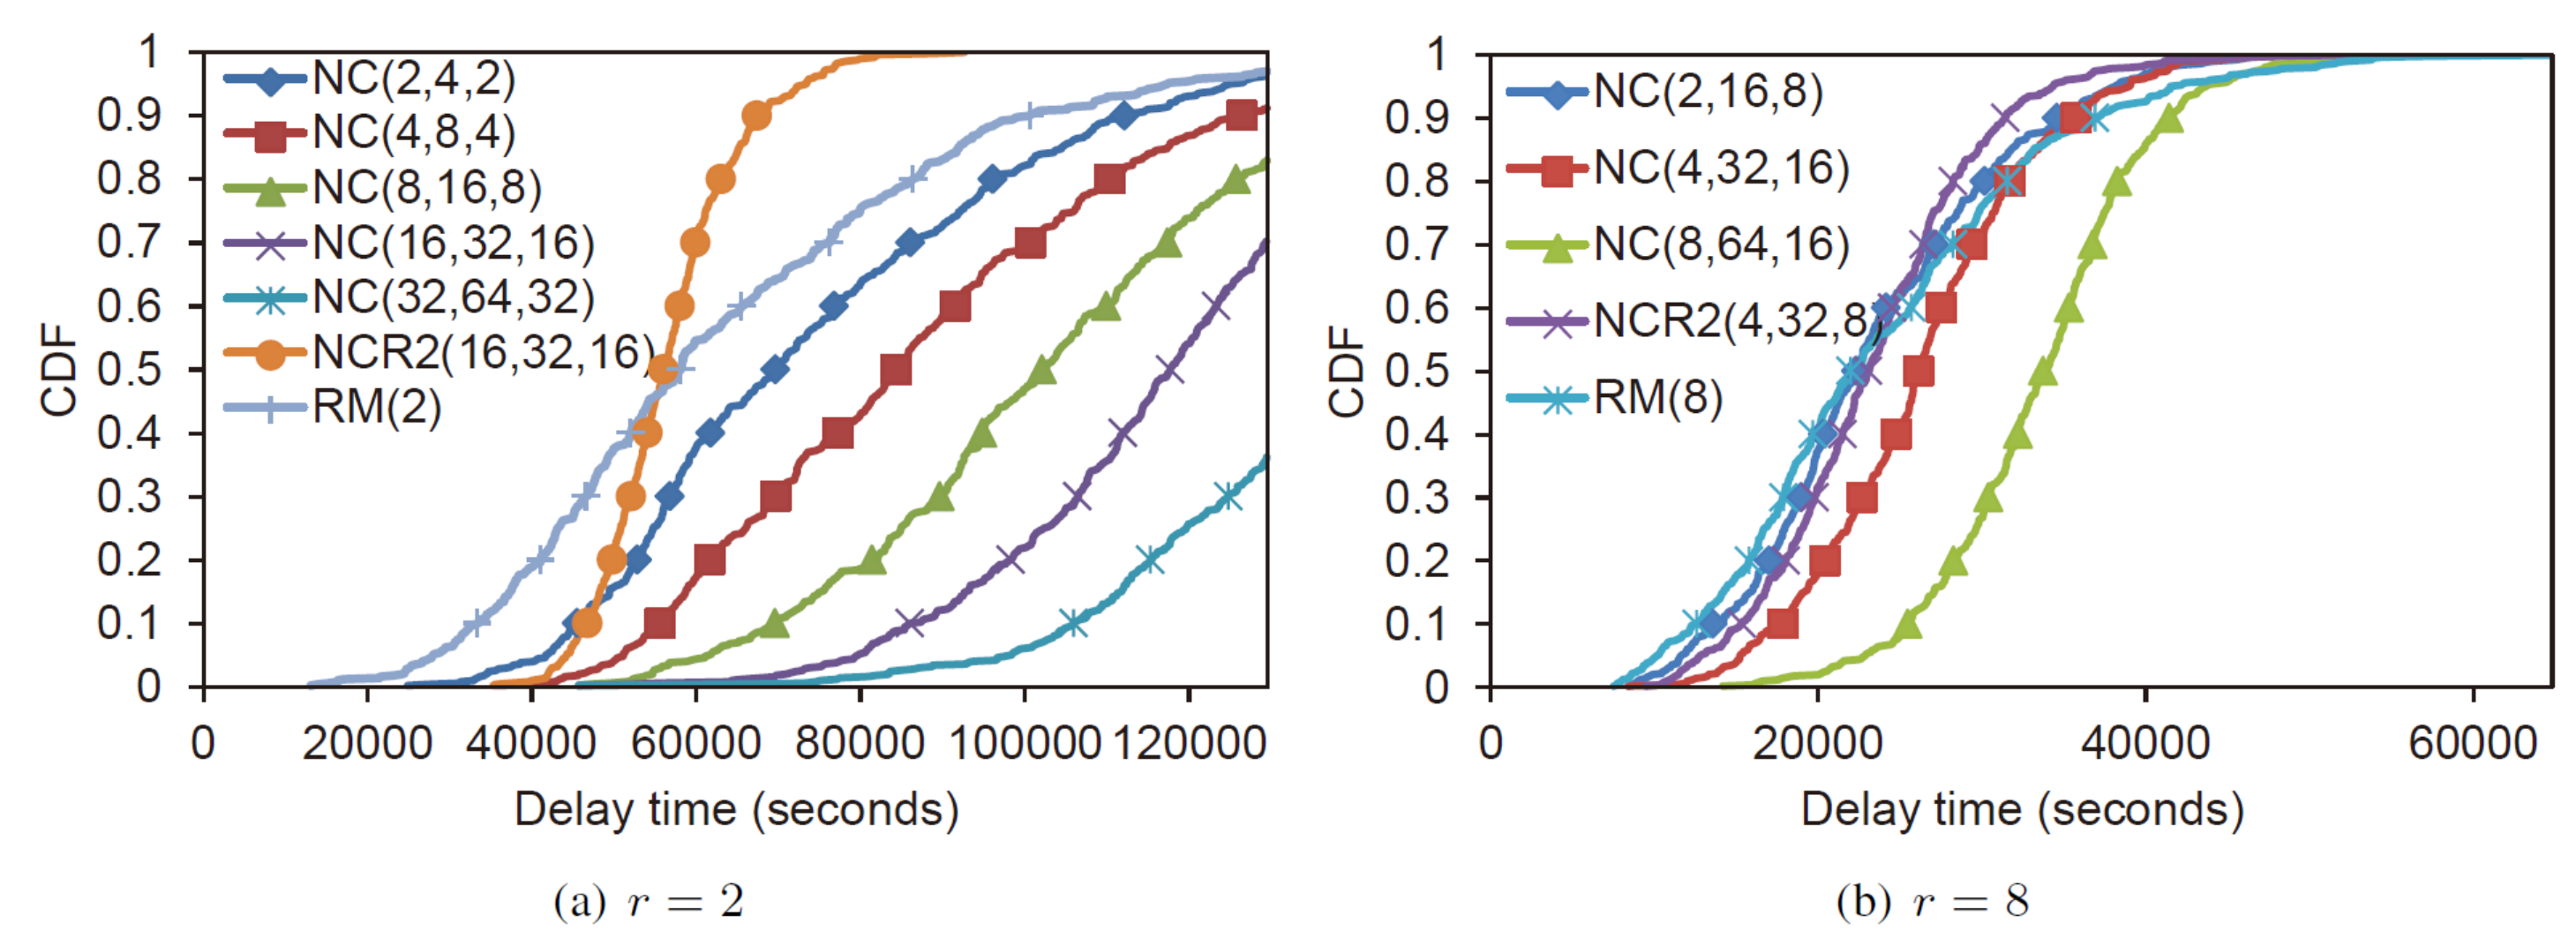 1
0.9
0.8
0.7
0.6
0.5
0.4
0.3
0.2
0.1
0
CDF
NC(2,4,2)
NC(4,8,4)
NC(8,16,8)
NC(16,32,16)
NC(32,64,32)
NCR2(16,32,16)
RM(2)
0 20000 40000 60000 80000 100000 120000
Delay time (seconds)
(a) r = 2
1
0.9
0.8
0.7
0.6
0.5
0.4
0.3
0.2
0.1
0
CDF
NC(2,16,8)
NC(4,32,16)
NC(8,64,16)
NCR2(4,32,8)
RM(8)
0 20000 40000 60000
Delay time (seconds)
(b) r = 8